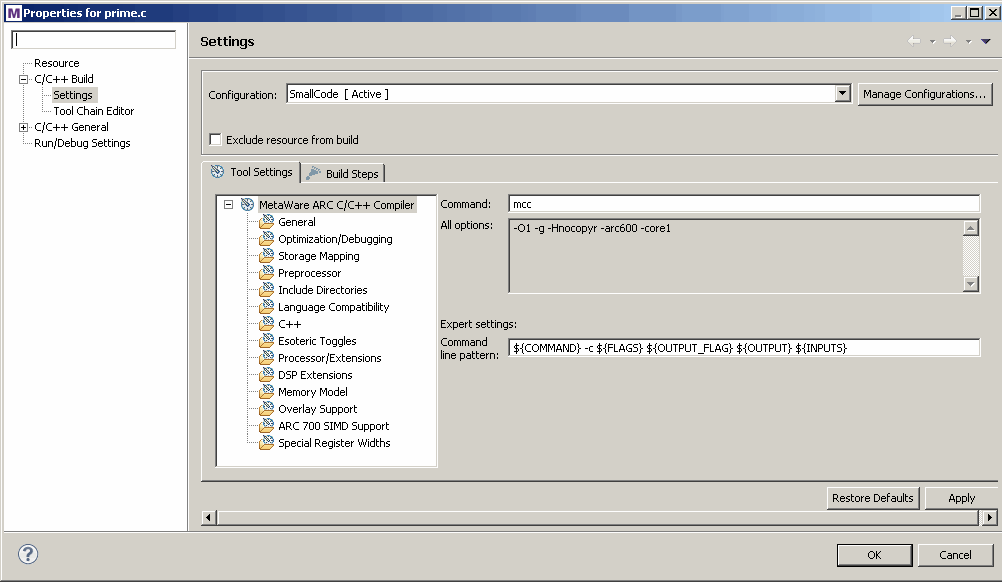 M Properties for prime.c
Settings
Resource
C/C++ Build
Settings
Tool Chain Editor
C/C++ General
Run/Debug Settings
Configuration: SmallCode [ Active ] Manage Configurations...
Exclude resource from build
Tool Settings Build Steps
MetaWare ARC C/C++ Compiler
General
Optimization/Debugging
Storage Mapping
Preprocessor
Include Directories
Language Compatibility
C++
Esoteric Toggles
Processor/Extensions
DSP Extensions
Memory Model
Overlay Support
ARC 700 SIMD Support
Special Register Widths
Command: mcc
All options: -O1 -g -Hnocopyr -arc600 -core1
Expert settings:
Command
line pattern: ${COMMAND} -c ${FLAGS} ${OUTPUT_FLAG} ${OUTPUT} ${INPUTS}
Restore Defaults Apply
? OK Cancel